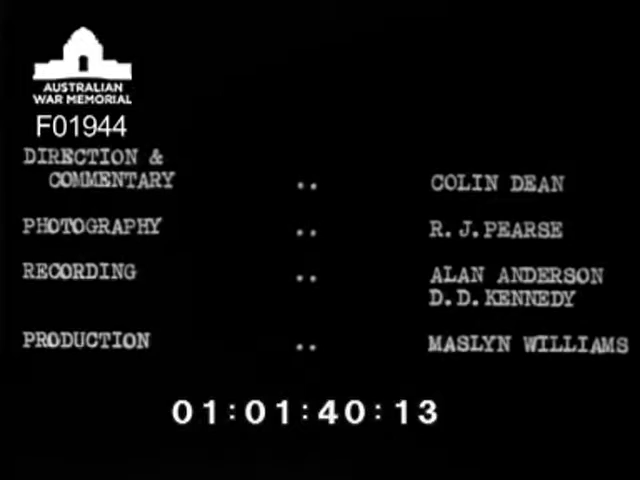 AUSTRALIAN
WAR MEMORIAL
F01944
DIRECTION &
COMMENTARY .. COLIN DEAN
PHOTOGRAPHY .. R.J.PEARSE
RECORDING .. ALAN ANDERSON
D.D.KENNEDY
PRODUCTION .. MASLYN WILLIAMS
01:01:40:13